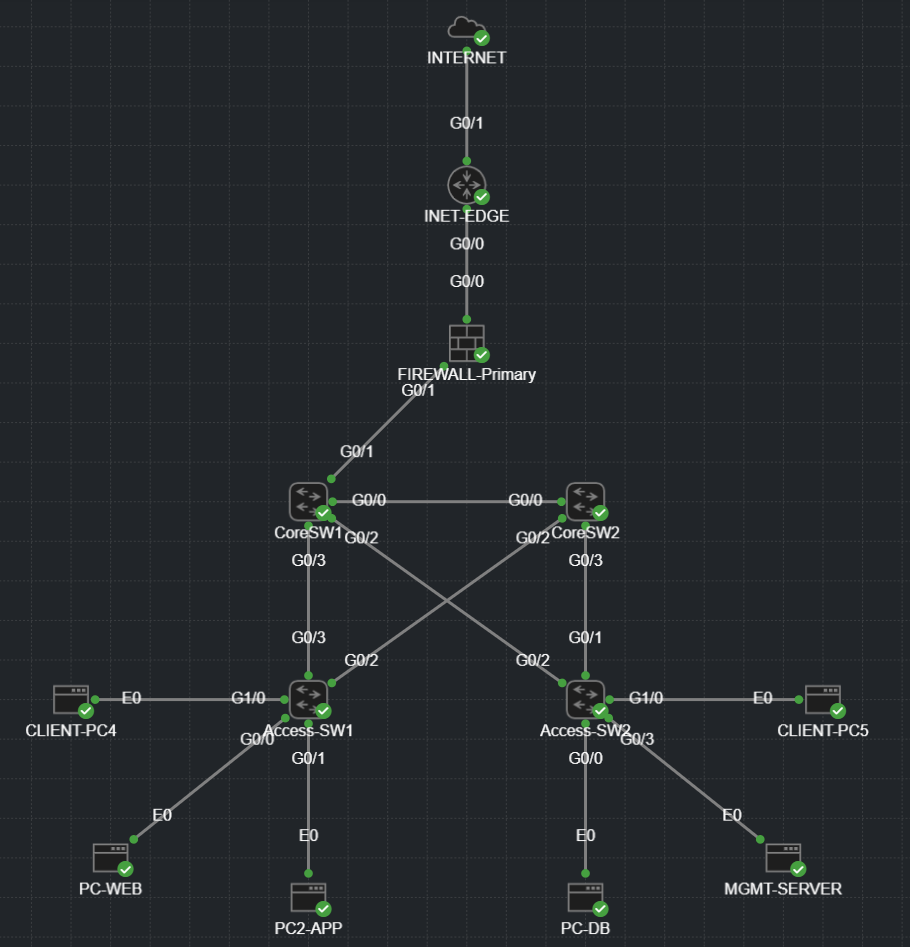 INTERNET
G0/1
INET-EDGE
G0/0
G0/0
FIREWALL-Primary
G0/1
G0/1
G0/0 G0/0
CoreSW1 CoreSW2
G0/2 G0/2
G0/3 G0/3
G0/3 G0/1
G0/2 G0/2
E0 G1/0 G1/0 E0
CLIENT-PC4 Access-SW1 Access-SW2 CLIENT-PC5
G0/0 G0/3
G0/1 G0/0
E0 E0
E0 E0
PC-WEB MGMT-SERVER
PC2-APP PC-DB